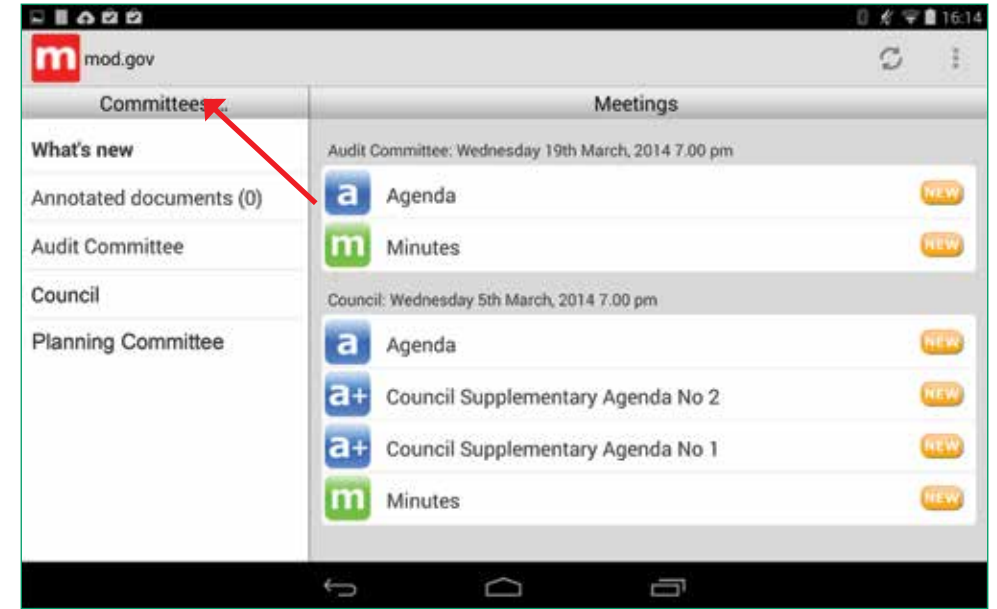 16:14
m mod.gov
Committees ...
Meetings
What's new
Annotated documents (0)
Audit Committee
Council
Planning Committee
Audit Committee: Wednesday 19th March, 2014 7.00 pm
a Agenda NEW
m Minutes NEW
Council: Wednesday 5th March, 2014 7.00 pm
a Agenda NEW
a+ Council Supplementary Agenda No 2 NEW
a+ Council Supplementary Agenda No 1 NEW
m Minutes NEW